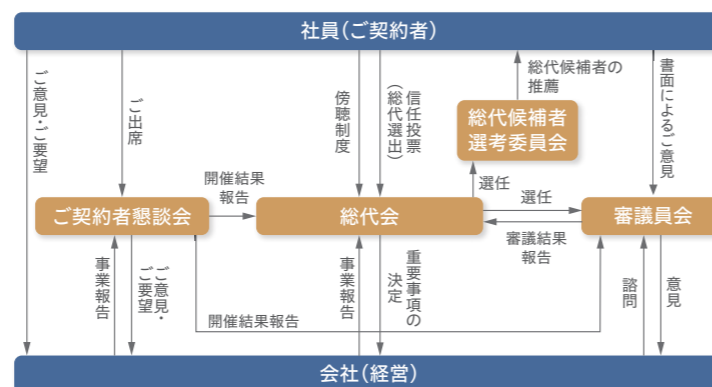 社員（ご契約者）
ご意見・ご要望
ご出席
傍聴制度
信任投票
（総代選出）
総代候補者の
推薦
書面によるご意見
総代候補者
選考委員会
開催結果
報告
選任
選任
ご契約者懇談会
総代会
審議員会
審議結果
報告
事業報告
ご意見・
ご要望
開催結果報告
事業報告
重要事項の
決定
諮問
意見
会社（経営）